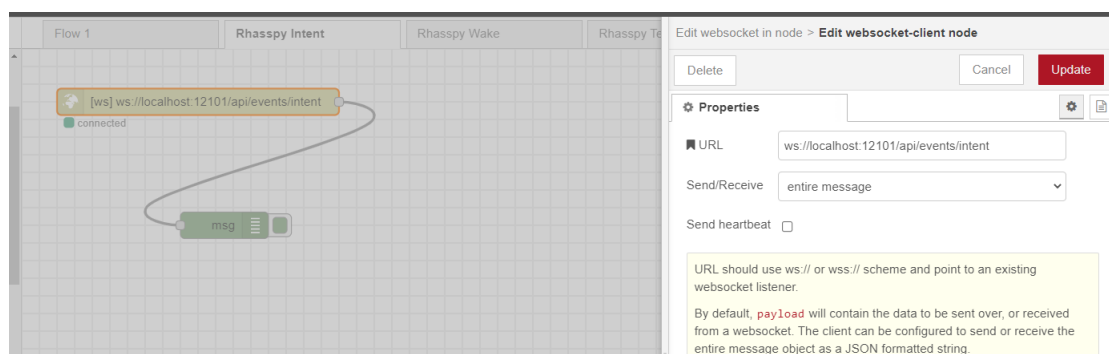 Flow 1
Rhasspy Intent
Rhasspy Wake
Rhasspy Te
[ws] ws://localhost:12101/api/events/intent
connected
msg
Edit websocket in node > Edit websocket-client node
Delete
Cancel
Update
Properties
URL
ws://localhost:12101/api/events/intent
Send/Receive
entire message
Send heartbeat
URL should use ws:// or wss:// scheme and point to an existing
websocket listener.
By default, payload will contain the data to be sent over, or received
from a websocket. The client can be configured to send or receive the
entire message object as a JSON formatted string.